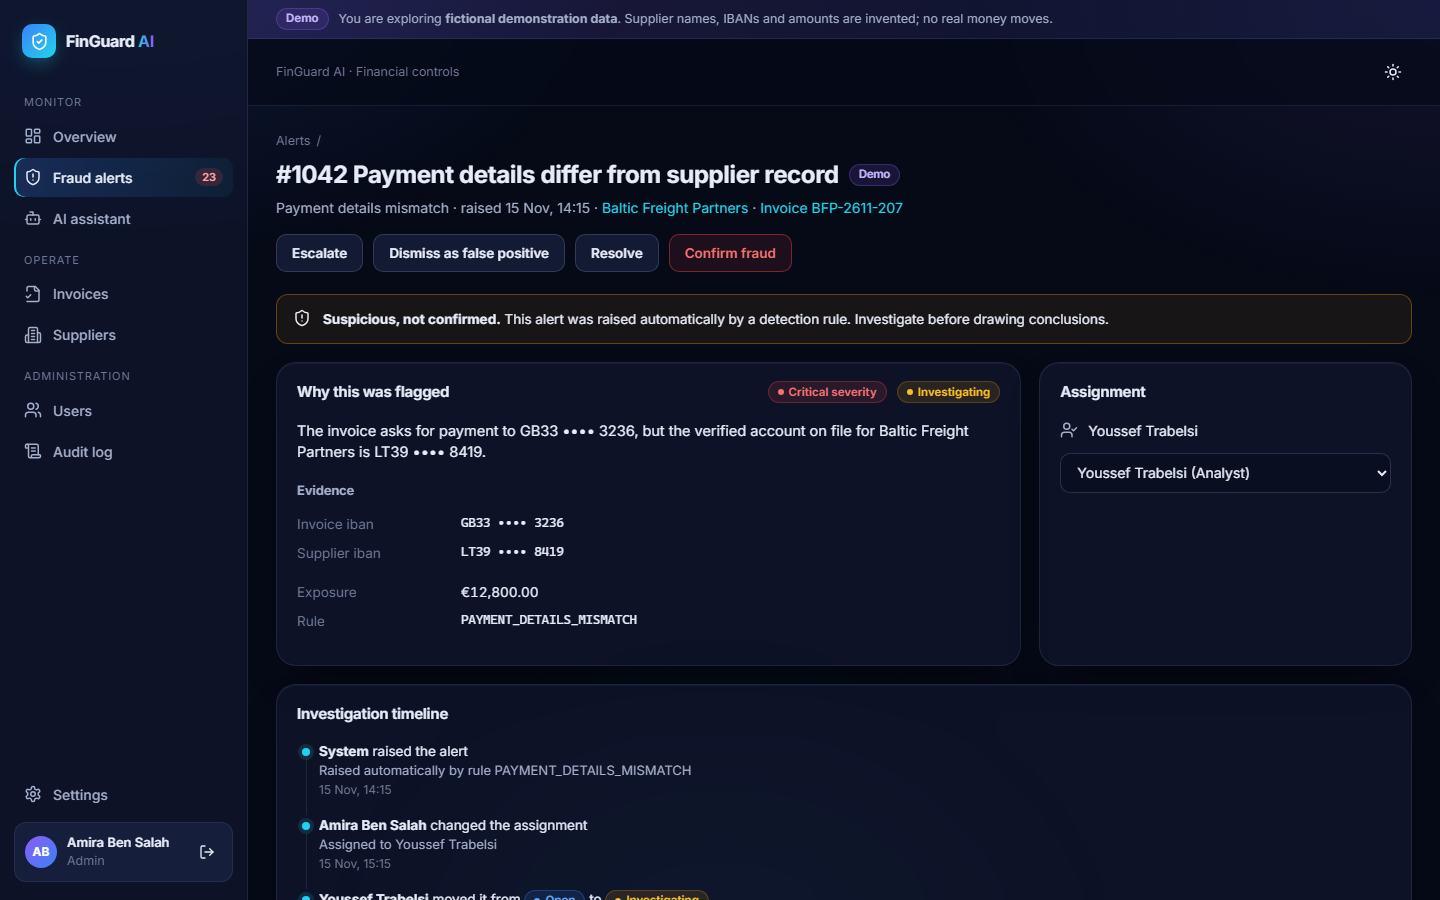 FinGuard AI
MONITOR
Overview
Fraud alerts 23
AI assistant
OPERATE
Invoices
Suppliers
ADMINISTRATION
Users
Audit log
Settings
AB Amira Ben Salah
Admin
Demo You are exploring fictional demonstration data. Supplier names, IBANs and amounts are invented; no real money moves.
FinGuard AI · Financial controls
Alerts /
#1042 Payment details differ from supplier record Demo
Payment details mismatch · raised 15 Nov, 14:15 · Baltic Freight Partners · Invoice BFP-2611-207
Escalate Dismiss as false positive Resolve Confirm fraud
Suspicious, not confirmed. This alert was raised automatically by a detection rule. Investigate before drawing conclusions.
Why this was flagged Critical severity Investigating
The invoice asks for payment to GB33 •••• 3236, but the verified account on file for Baltic Freight
Partners is LT39 •••• 8419.
Evidence
Invoice iban GB33 •••• 3236
Supplier iban LT39 •••• 8419
Exposure €12,800.00
Rule PAYMENT_DETAILS_MISMATCH
Assignment
Youssef Trabelsi
Youssef Trabelsi (Analyst)
Investigation timeline
System raised the alert
Raised automatically by rule PAYMENT_DETAILS_MISMATCH
15 Nov, 14:15
Amira Ben Salah changed the assignment
Assigned to Youssef Trabelsi
15 Nov, 15:15
Youssef Trabelsi moved it from Open to Investigating